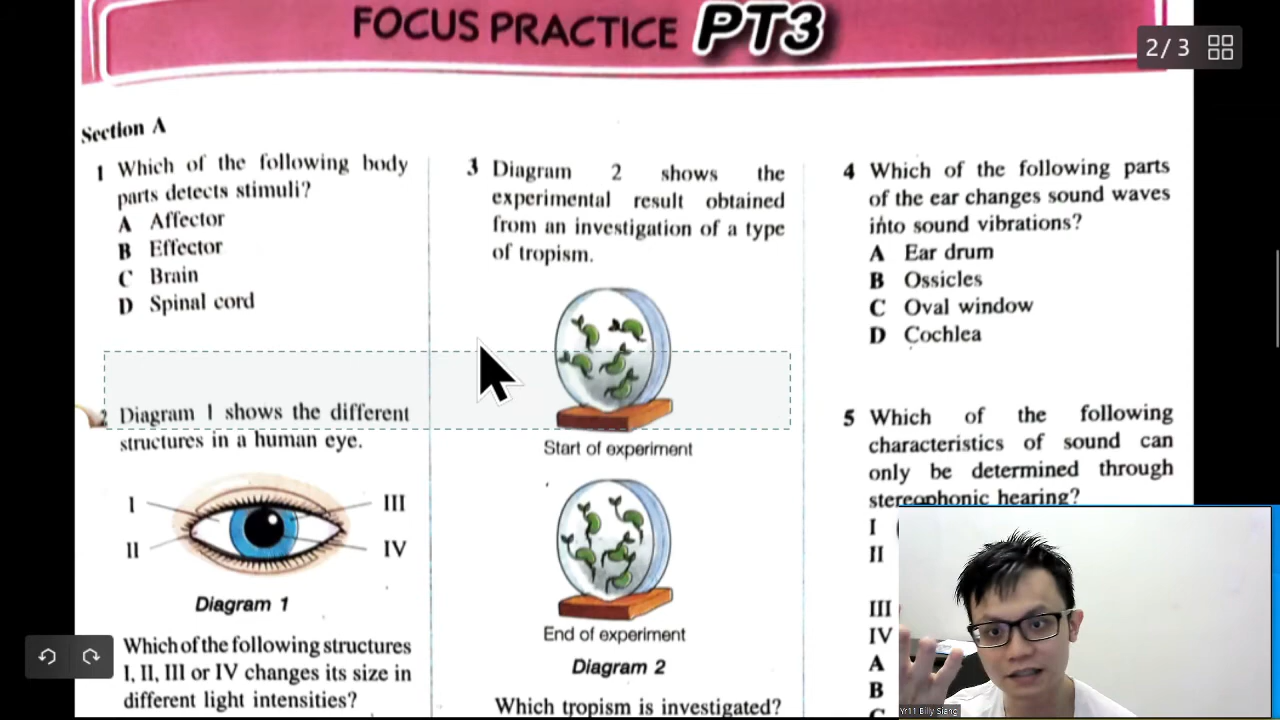 FOCUS PRACTICE PT3
2/3
Section A
1 Which of the following body
parts detects stimuli?
A Affector
B Effector
C Brain
D Spinal cord
2 Diagram 1 shows the different
structures in a human eye.
I
III
II
IV
Diagram 1
Which of the following structures
I, II, III or IV changes its size in
different light intensities?
3 Diagram 2 shows the
experimental result obtained
from an investigation of a type
of tropism.
Start of experiment
End of experiment
Diagram 2
Which tropism is investigated?
4 Which of the following parts
of the ear changes sound waves
into sound vibrations?
A Ear drum
B Ossicles
C Oval window
D Cochlea
5 Which of the following
characteristics of sound can
only be determined through
stereophonic hearing?
I
II
III
IV
A
B
C
Yr11 Billy Siang